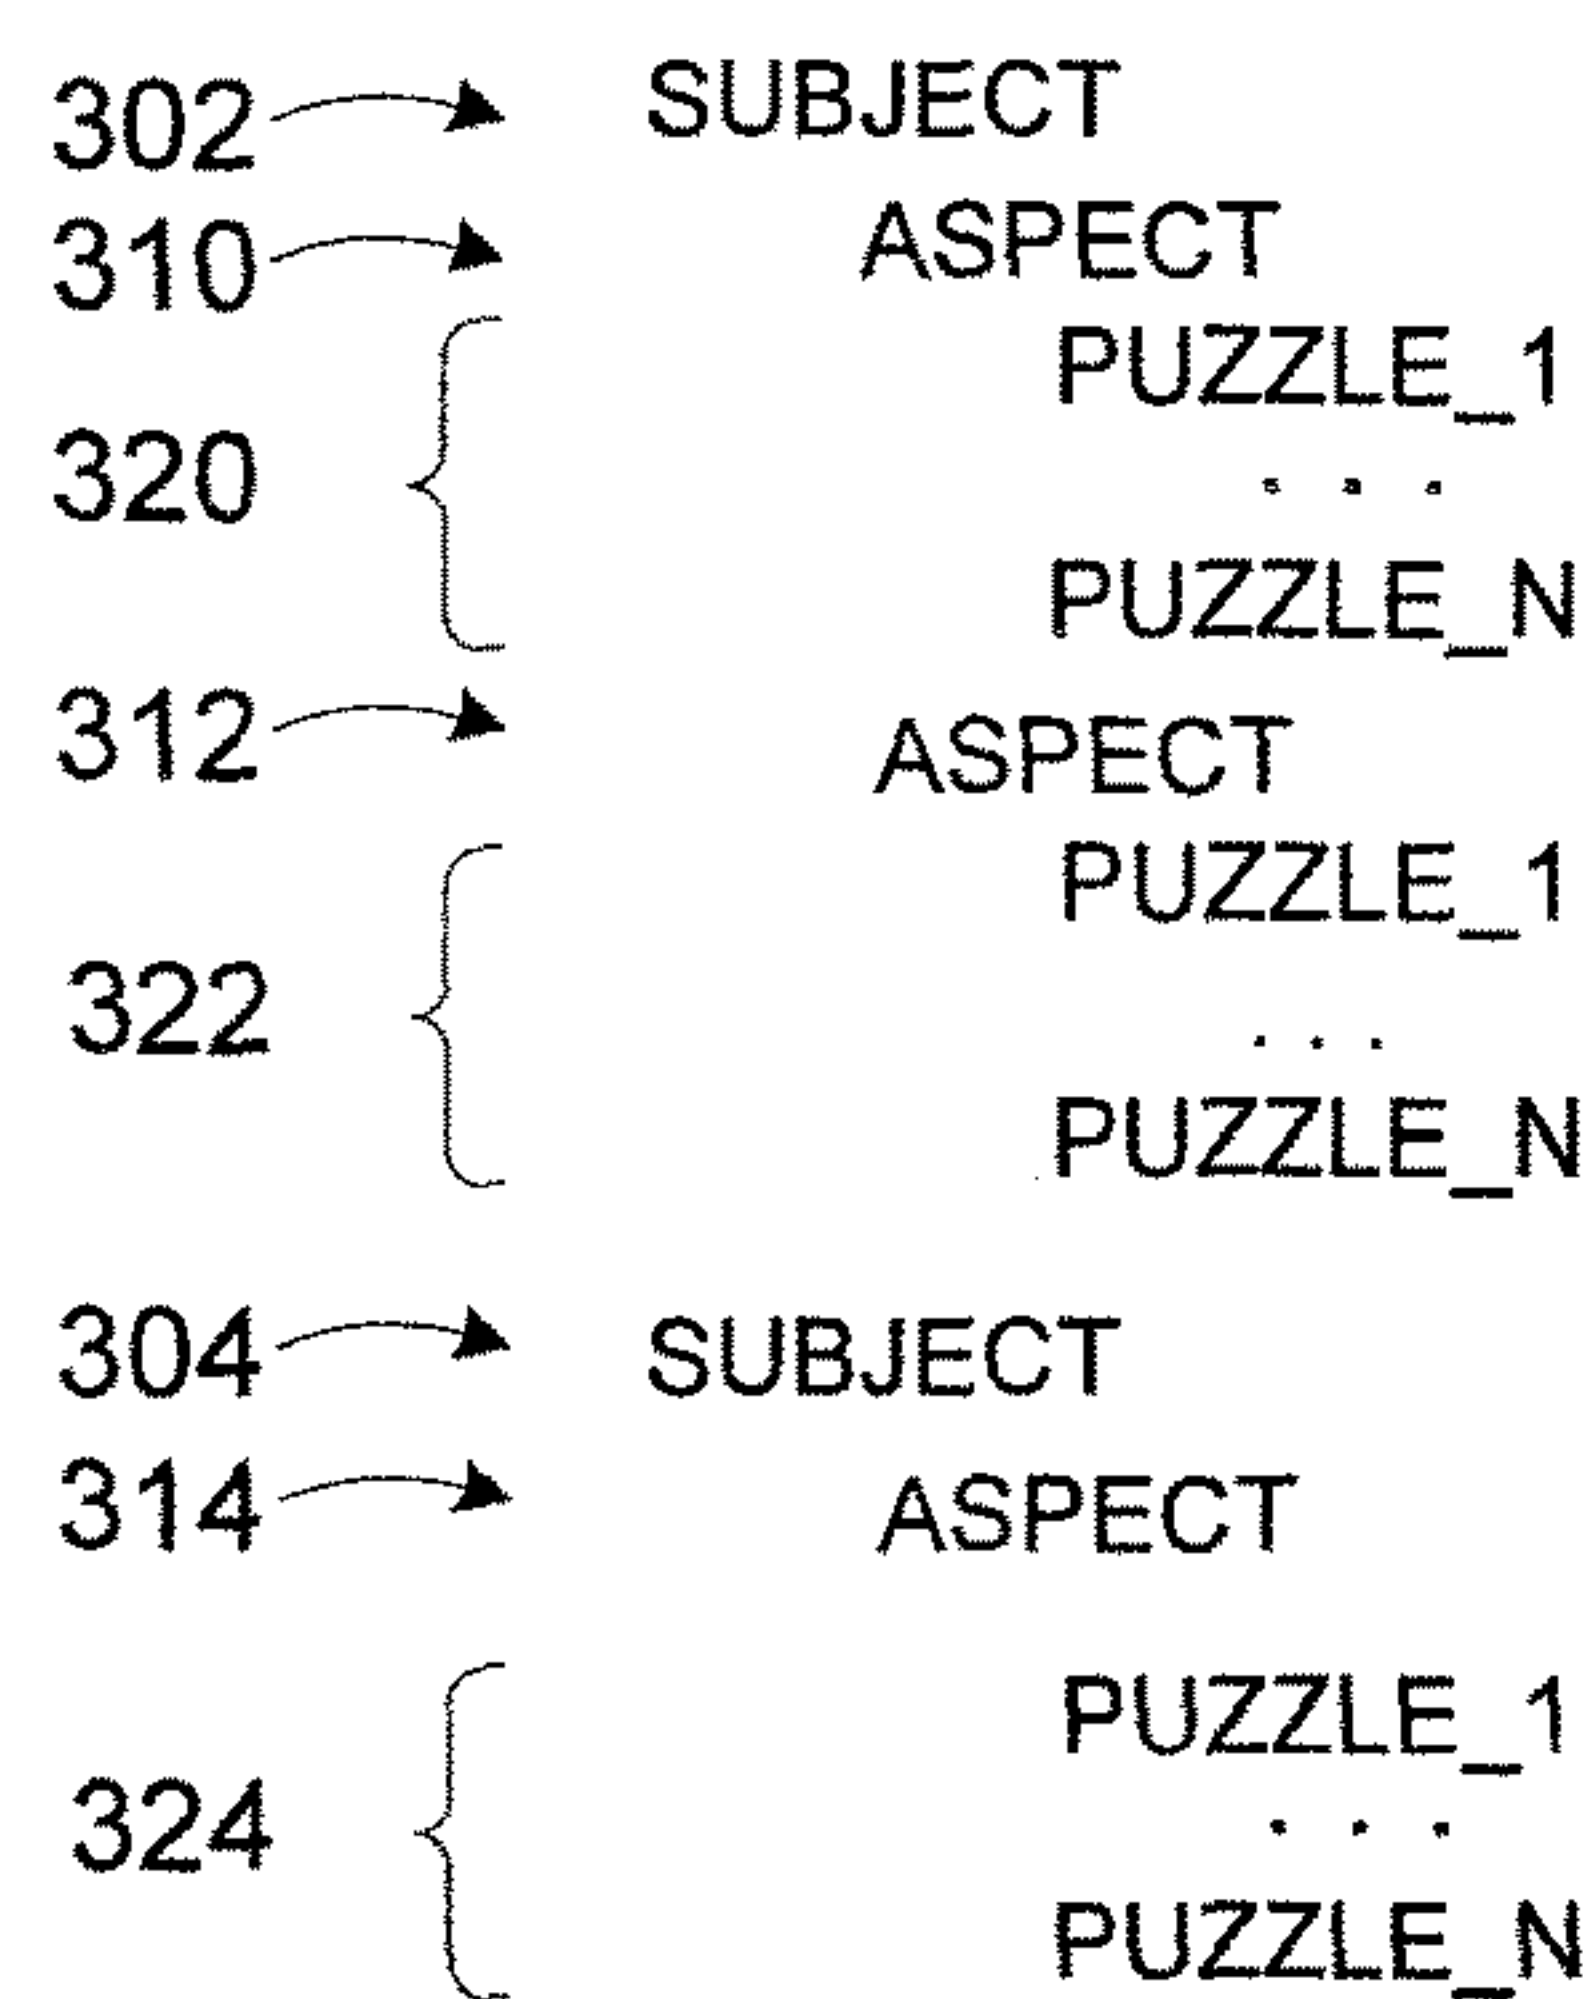 302 SUBJECT
310 ASPECT
PUZZLE_1
320 . . .
PUZZLE_N
312 ASPECT
PUZZLE_1
322 . . .
PUZZLE_N
304 SUBJECT
314 ASPECT
PUZZLE_1
324 . . .
PUZZLE_N